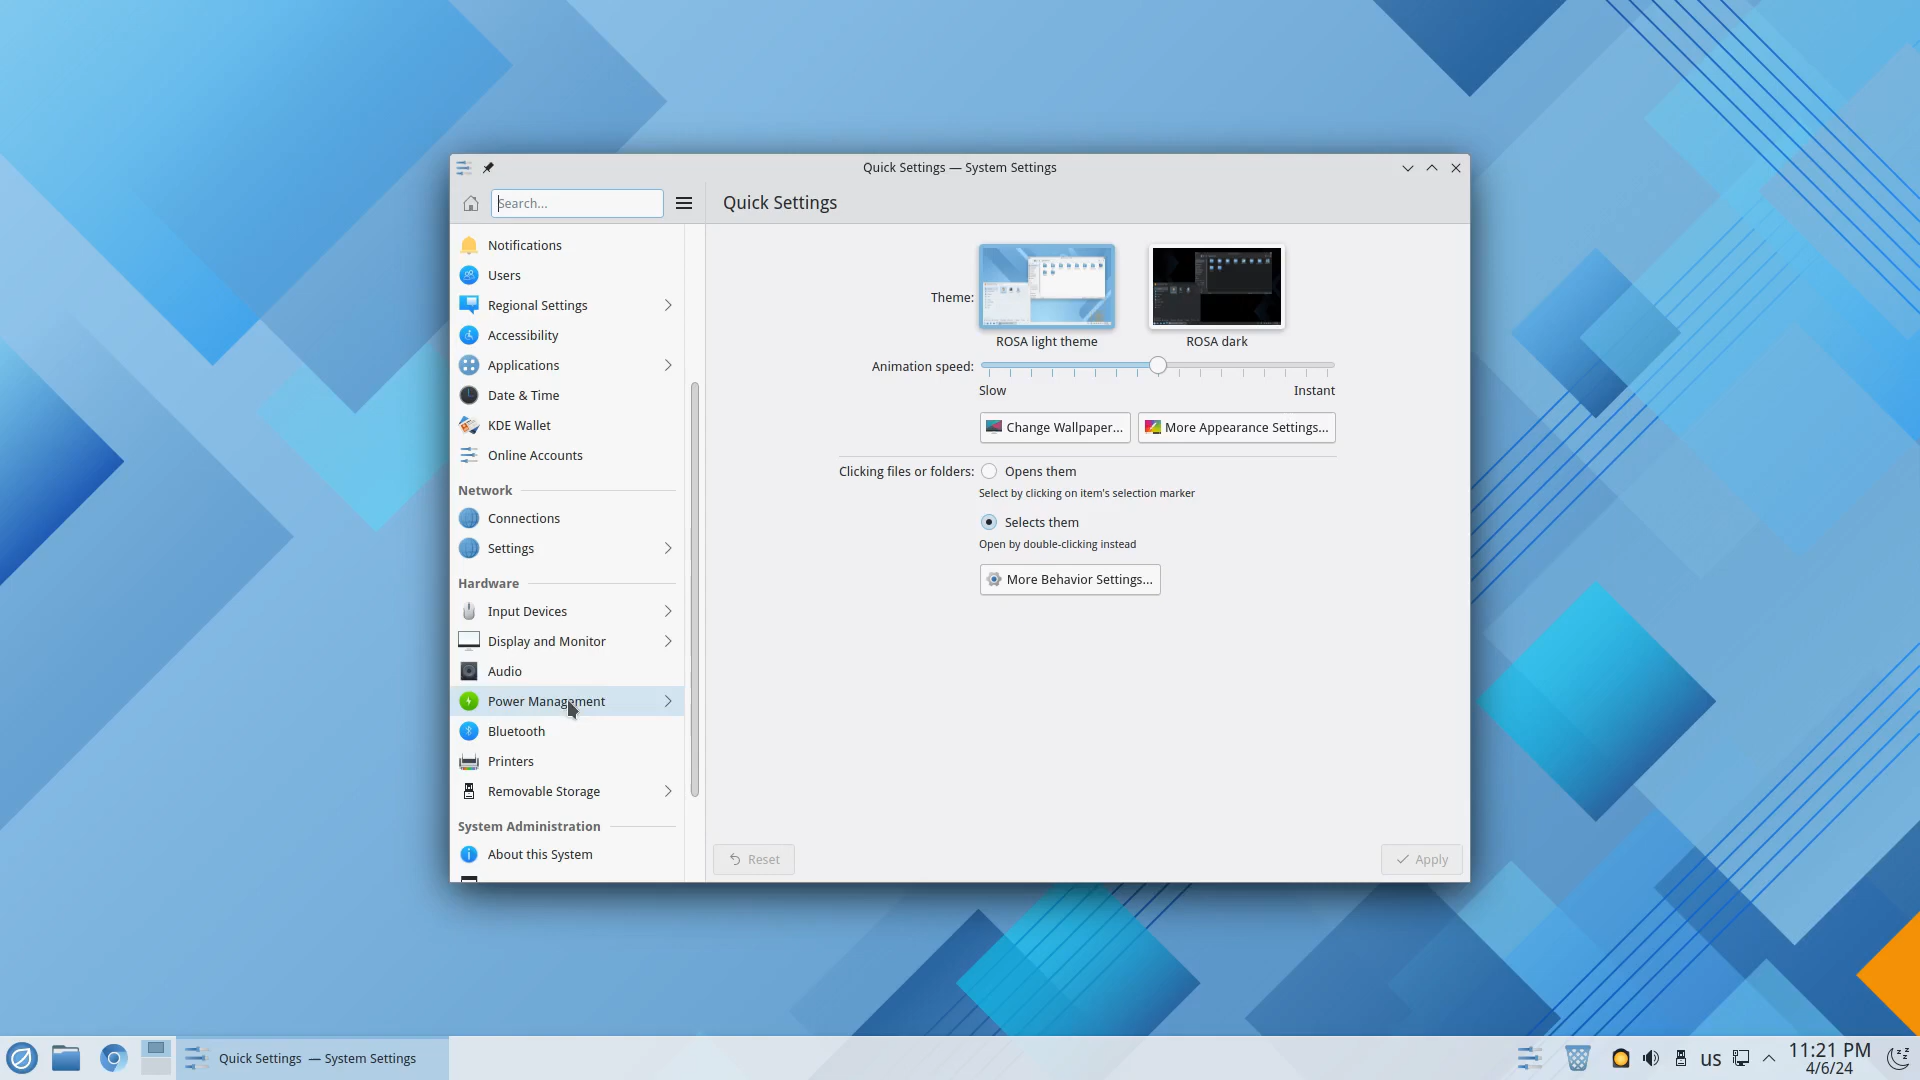 Quick Settings — System Settings
Search...
Quick Settings
Notifications
Users
Regional Settings
Accessibility
Applications
Date & Time
KDE Wallet
Online Accounts
Network
Connections
Settings
Hardware
Input Devices
Display and Monitor
Audio
Power Management
Bluetooth
Printers
Removable Storage
System Administration
About this System
Theme:
ROSA light theme
ROSA dark
Animation speed:
Slow
Instant
Change Wallpaper...
More Appearance Settings...
Clicking files or folders:
Opens them
Select by clicking on item's selection marker
Selects them
Open by double-clicking instead
More Behavior Settings...
Reset
Apply
Quick Settings — System Settings
us
11:21 PM
4/6/24